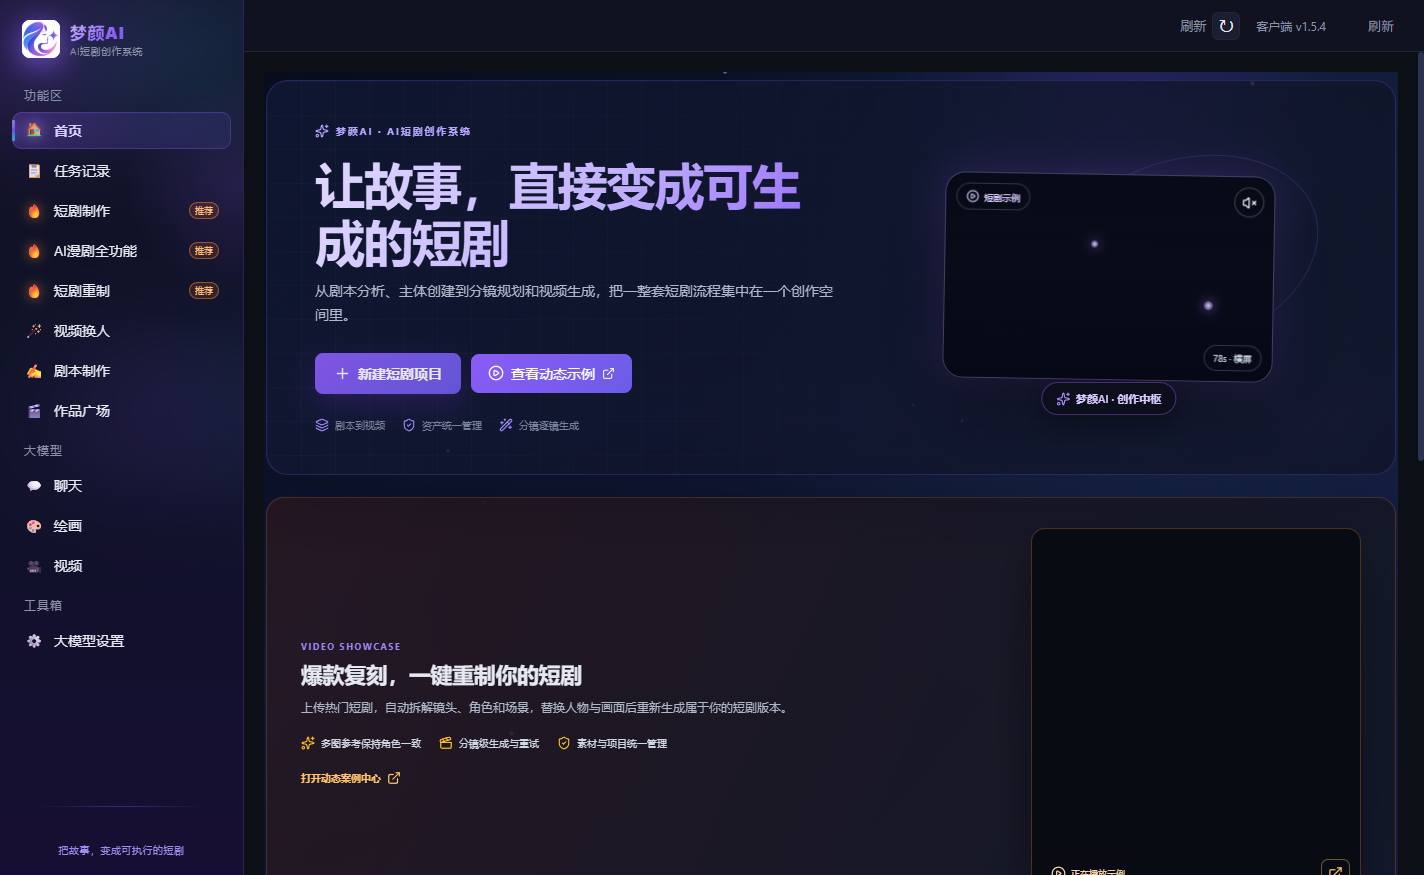 梦颜AI
AI短剧创作系统
刷新
客户端 v1.5.4
刷新
功能区
首页
任务记录
短剧制作
推荐
AI漫剧全功能
推荐
短剧重制
推荐
视频换人
剧本制作
作品广场
大模型
聊天
绘画
视频
工具箱
大模型设置
把故事，变成可执行的短剧
梦颜AI · AI短剧创作系统
让故事，直接变成可生
成的短剧
从剧本分析、主体创建到分镜规划和视频生成，把一整套短剧流程集中在一个创作空
间里。
新建短剧项目
查看动态示例
剧本到视频
资产统一管理
分镜逐镜生成
短剧示例
78s · 横屏
梦颜AI · 创作中枢
VIDEO SHOWCASE
爆款复刻，一键重制你的短剧
上传热门短剧，自动拆解镜头、角色和场景，替换人物与画面后重新生成属于你的短剧版本。
多图参考保持角色一致
分镜级生成与重试
素材与项目统一管理
打开动态案例中心
正在播放示例